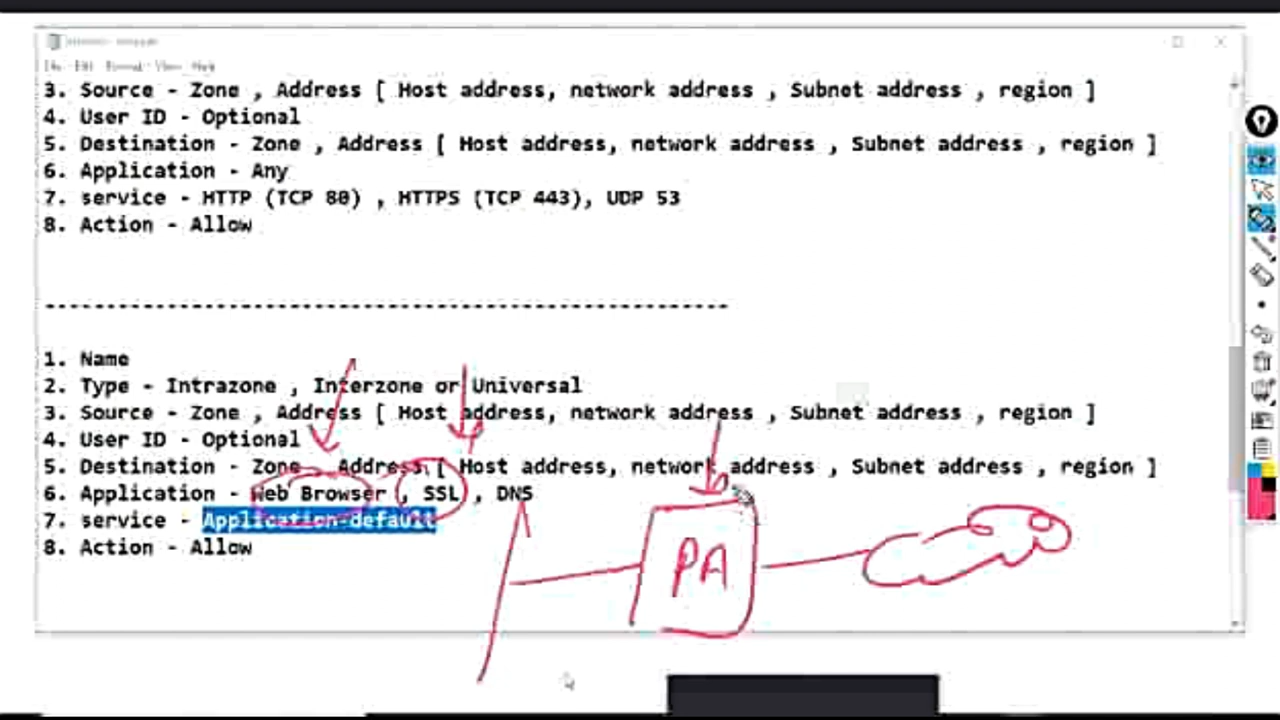 3. Source - Zone , Address [ Host address, network address , Subnet address , region ]
4. User ID - Optional
5. Destination - Zone , Address [ Host address, network address , Subnet address , region ]
6. Application - Any
7. service - HTTP (TCP 80) , HTTPS (TCP 443), UDP 53
8. Action - Allow
-------------------------------------------------------
1. Name
2. Type - Intrazone , Interzone or Universal
3. Source - Zone , Address [ Host address, network address , Subnet address , region ]
4. User ID - Optional
5. Destination - Zone , Address [ Host address, network address , Subnet address , region ]
6. Application - Web Browser , SSL , DNS
7. service - Application-default
8. Action - Allow
PA